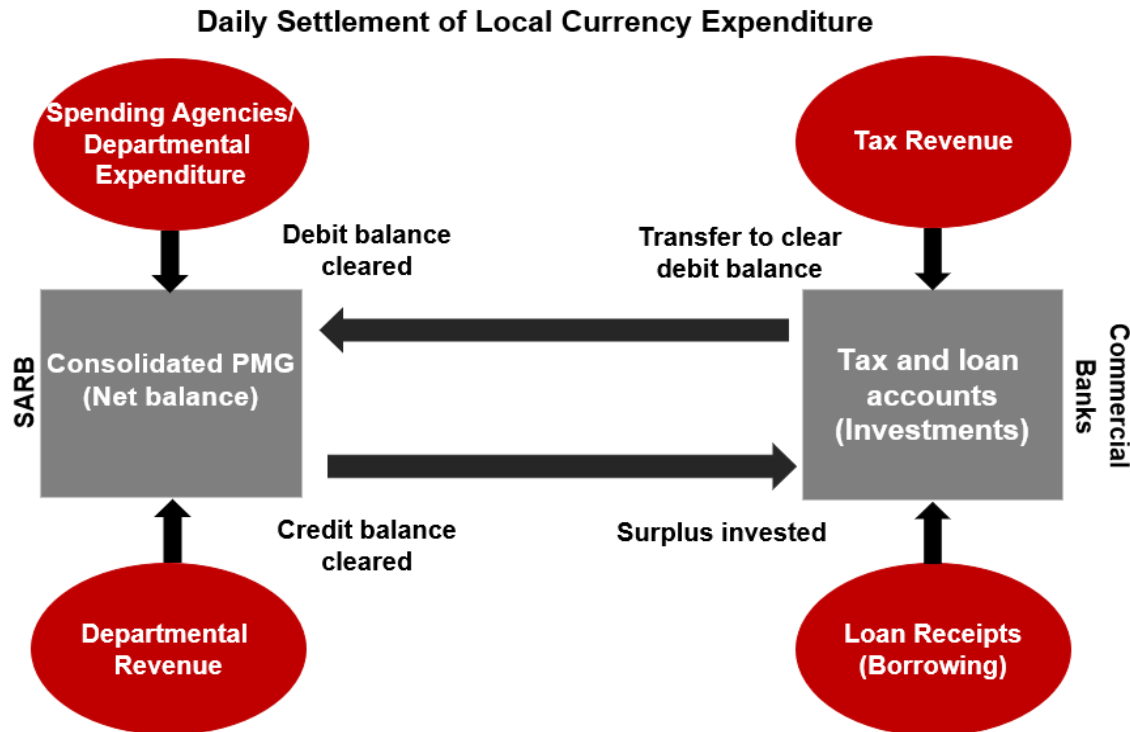 Daily Settlement of Local Currency Expenditure
Spending Agencies/
Departmental
Expenditure
Tax Revenue
Debit balance
cleared
Transfer to clear
debit balance
SARB
Consolidated PMG
(Net balance)
Tax and loan
accounts
(Investments)
Commercial
Banks
Credit balance
cleared
Surplus invested
Departmental
Revenue
Loan Receipts
(Borrowing)